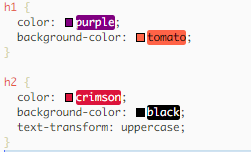 h1 {
color: purple;
background-color: tomato;
}
h2 {
color: crimson;
background-color: black;
text-transform: uppercase;
}